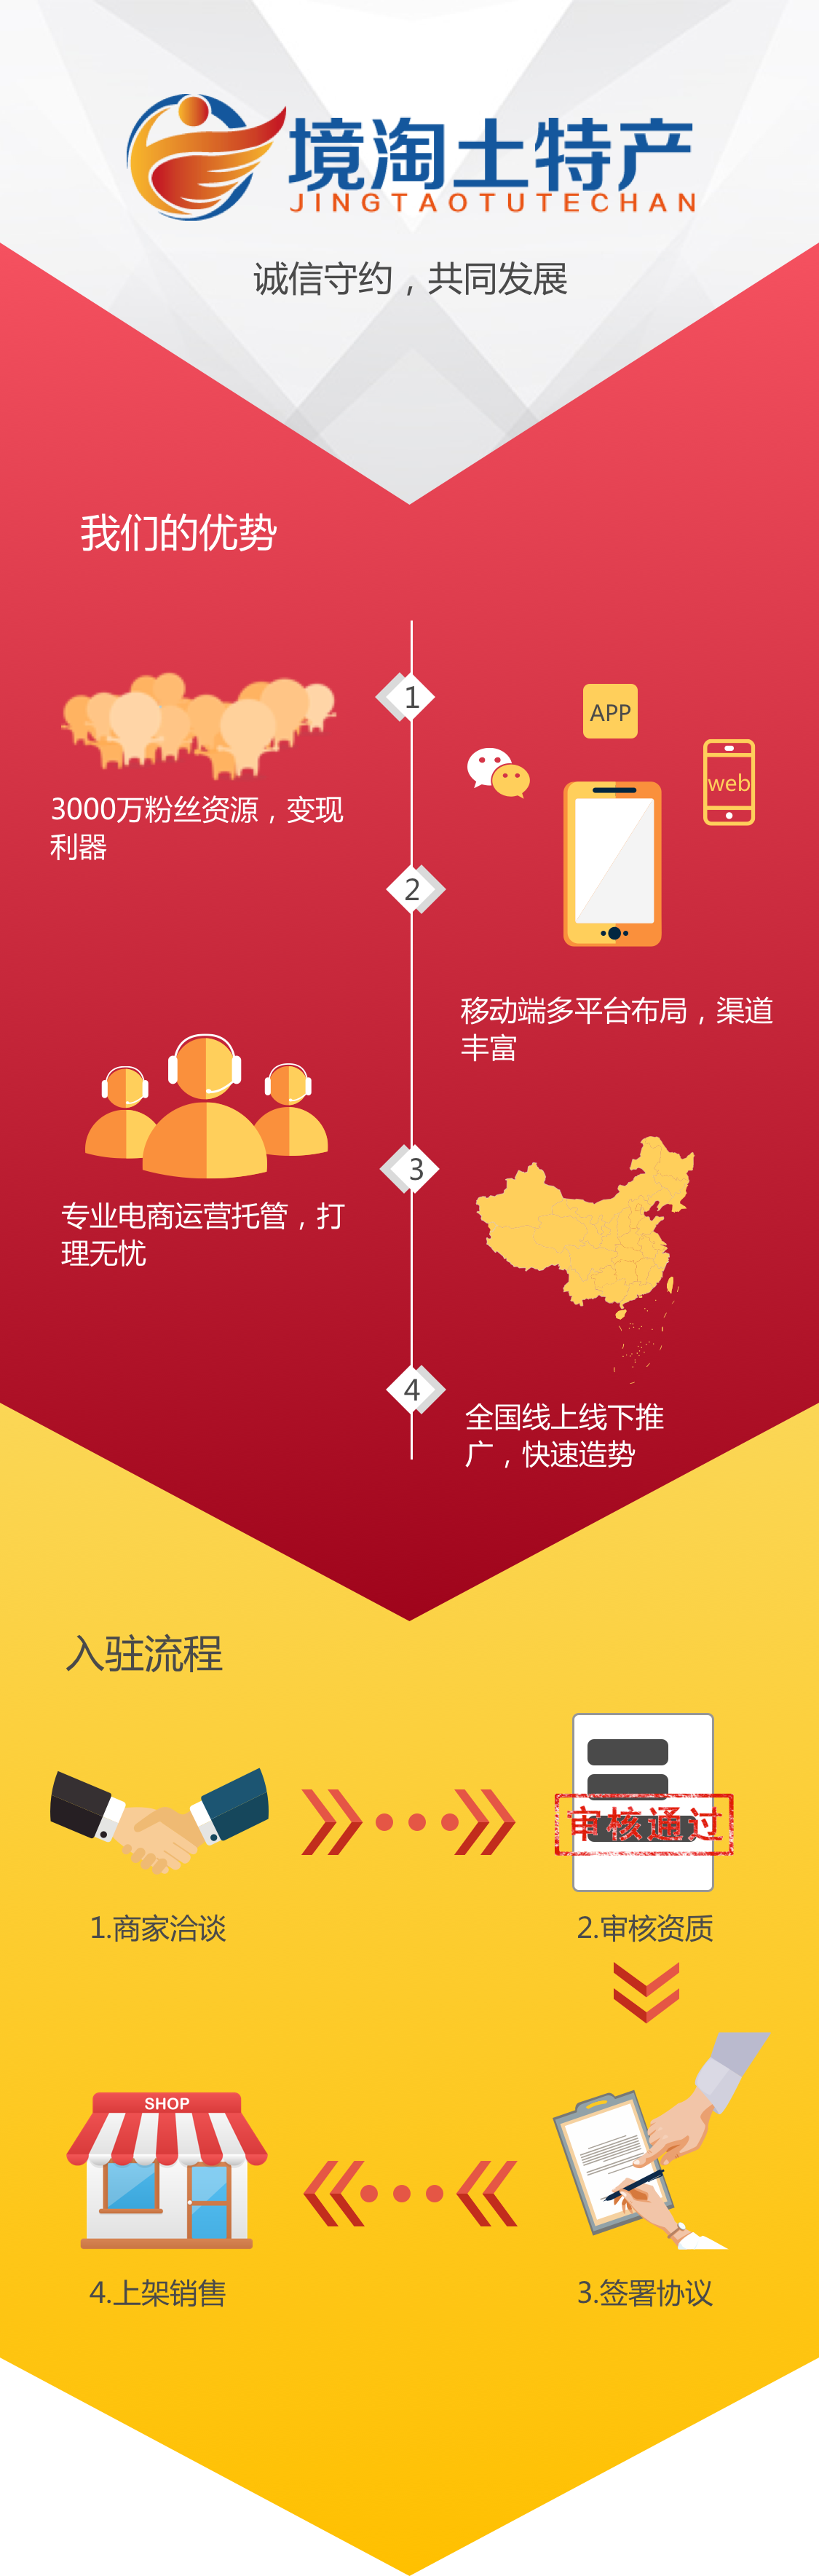 境淘土特产
JINGTAOTUTECHAN
诚信守约，共同发展
我们的优势
1
3000万粉丝资源，变现
利器
APP
web
2
移动端多平台布局，渠道
丰富
3
专业电商运营托管，打
理无忧
4
全国线上线下推
广，快速造势
入驻流程
审核通过
1.商家洽谈
2.审核资质
SHOP
4.上架销售
3.签署协议